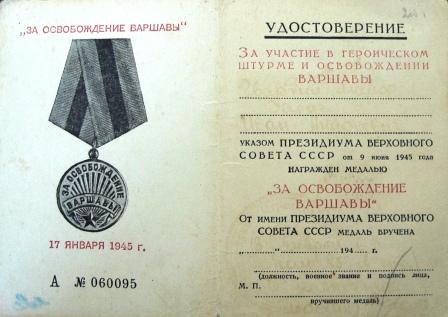 „ЗА ОСВОБОЖДЕНИЕ ВАРШАВЫ“
ЗА ОСВОБОЖДЕНИЕ
ВАРШАВЫ
17 ЯНВАРЯ 1945 г.
А № 060095
УДОСТОВЕРЕНИЕ
ЗА УЧАСТИЕ В ГЕРОИЧЕСКОМ
ШТУРМЕ И ОСВОБОЖДЕНИИ
ВАРШАВЫ
УКАЗОМ ПРЕЗИДИУМА ВЕРХОВНОГО
СОВЕТА СССР от 9 июня 1945 года
НАГРАЖДЕН МЕДАЛЬЮ
„ЗА ОСВОБОЖДЕНИЕ
ВАРШАВЫ“
От имени ПРЕЗИДИУМА ВЕРХОВНОГО
СОВЕТА СССР МЕДАЛЬ ВРУЧЕНА
„......“ .................. 194..... г.
(должность, военное звание и подпись лица,
М. П.
вручившего медаль)